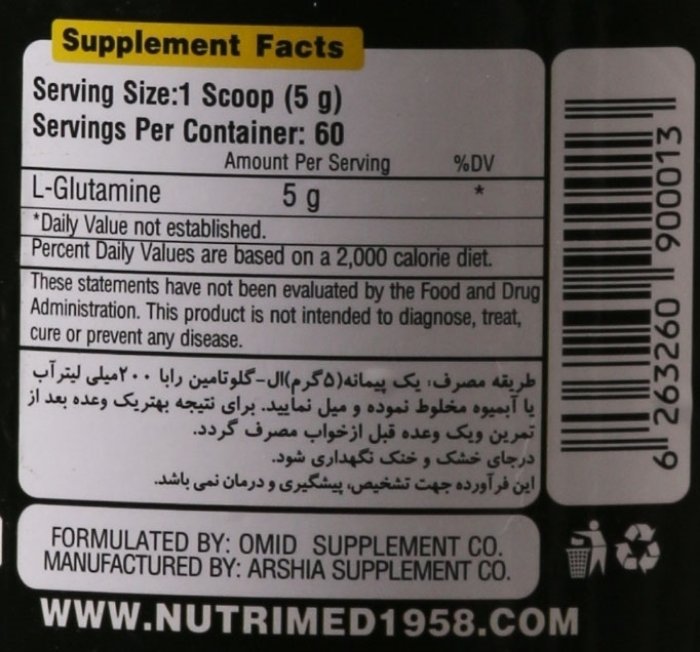 Supplement Facts
Serving Size:1 Scoop (5 g)
Servings Per Container: 60
Amount Per Serving %DV
L-Glutamine 5 g *
*Daily Value not established.
Percent Daily Values are based on a 2,000 calorie diet.
These statements have not been evaluated by the Food and Drug
Administration. This product is not intended to diagnose, treat,
cure or prevent any disease.
طریقه مصرف: یک پیمانه(۵گرم)ال-گلوتامین رابا ۲۰۰میلی لیترآب
یا آبمیوه مخلوط نموده و میل نمایید. برای نتیجه بهتریک وعده بعد از
تمرین ویک وعده قبل ازخواب مصرف گردد.
درجای خشک و خنک نگهداری شود.
این فرآورده جهت تشخیص، پیشگیری و درمان نمی باشد.
FORMULATED BY: OMID SUPPLEMENT CO.
MANUFACTURED BY: ARSHIA SUPPLEMENT CO.
WWW.NUTRIMED1958.COM
6 263260 900013